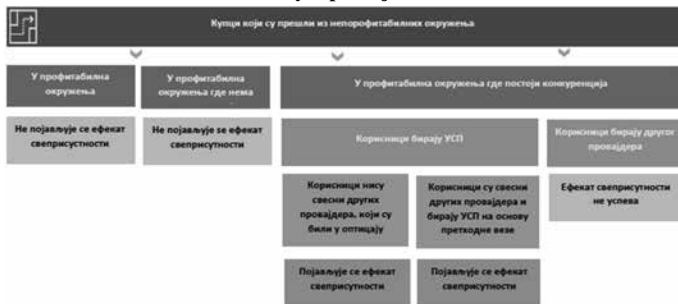 Купци који су прешли из непорофитабилних окружења
У профитабилна
окружења
У профитабилна
окружења где нема
У профитабилна окружења где постоји конкуренција
Не појављује се ефекат
свеприсустности
Не појављује sе ефекат
свеприсутности
Корисници бирају УСП
Корисници бирају другог
провајдера
Корисници нису
свесни других
провајдера, који су
били у оптицају
Корисници су свесни
других провајдера и
бирају УСП на основу
претходне везе
Ефекат свеприсутности
не успева
Појављује се ефекат
свеприсутности
Појављује се ефекат
свеприсутности